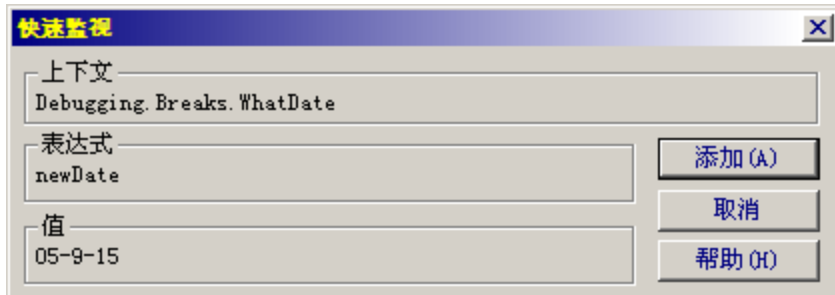 快速监视
上下文
Debugging.Breaks.WhatDate
表达式
newDate
添加(A)
取消
值
05-9-15
帮助(H)